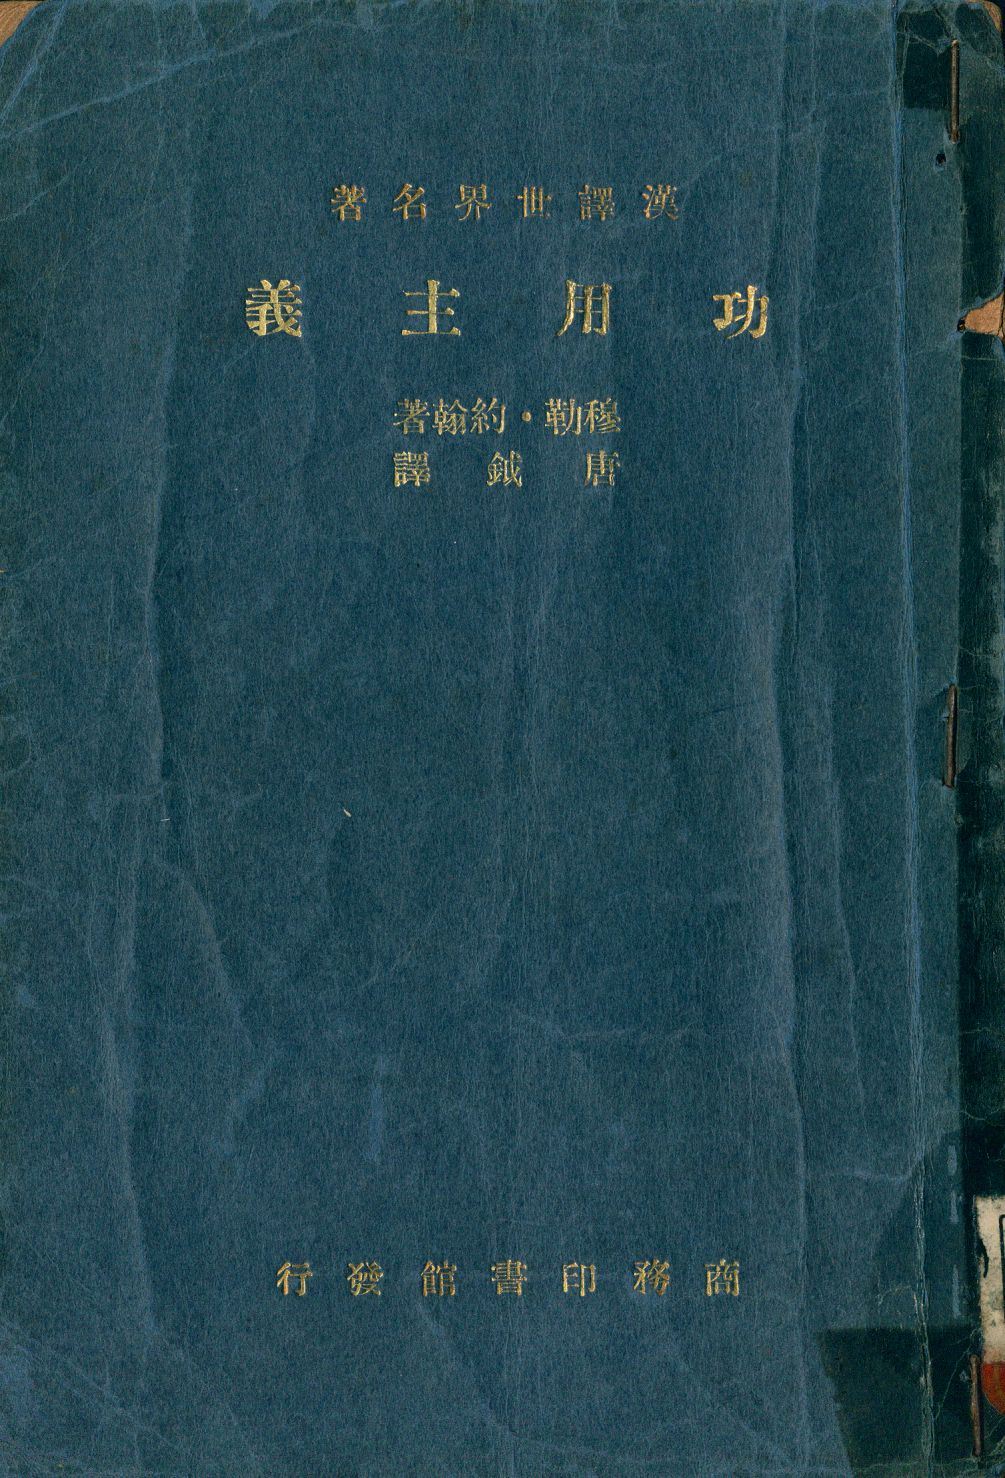 漢譯世界名著
功用主義
穆勒·約翰著
唐鉞譯
商務印書館發行